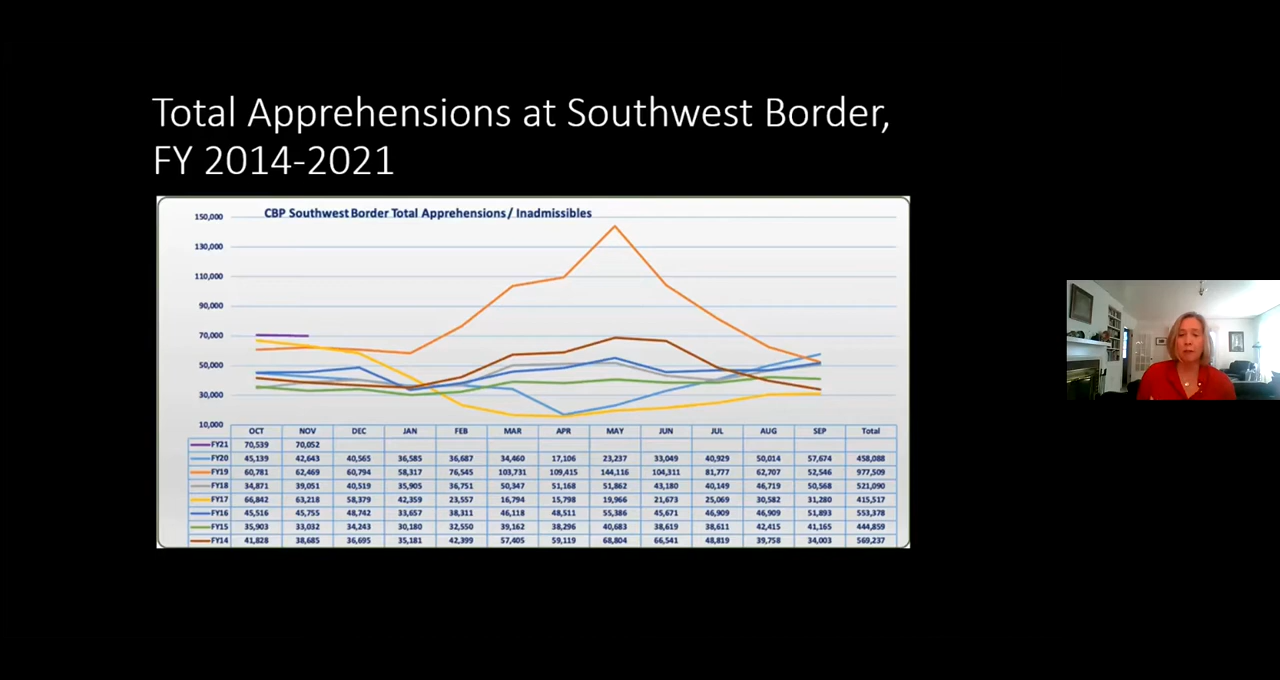 Total Apprehensions at Southwest Border,
FY 2014-2021
CBP Southwest Border Total Apprehensions / Inadmissibles
150,000
130,000
110,000
90,000
70,000
50,000
30,000
10,000
OCT NOV DEC JAN FEB MAR APR MAY JUN JUL AUG SEP Total
FY21 70,539 70,052
FY20 45,139 42,643 40,565 36,585 36,687 34,460 17,106 23,237 33,049 40,929 50,014 57,674 458,088
FY19 60,781 62,469 60,794 58,317 76,545 103,731 109,415 144,116 104,311 81,777 62,707 52,546 977,509
FY18 34,871 39,051 40,519 35,905 36,751 50,347 51,168 51,862 43,180 40,149 46,719 50,568 521,090
FY17 66,842 63,218 58,379 42,359 23,557 16,794 15,798 19,966 21,673 25,069 30,582 31,280 415,517
FY16 45,516 45,755 48,742 33,657 38,311 46,118 48,511 55,386 45,671 46,909 46,909 51,893 553,378
FY15 35,903 33,032 34,243 30,180 32,550 39,162 38,296 40,683 38,619 38,611 42,415 41,165 444,859
FY14 41,828 38,685 36,695 35,181 42,399 57,405 59,119 68,804 66,541 48,819 39,758 34,003 569,237